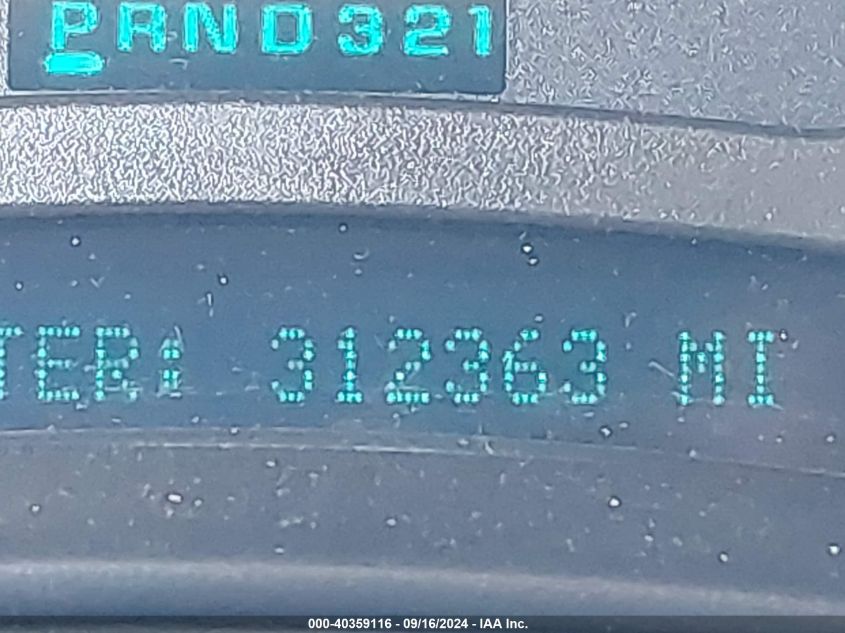 PRND321
TER: 312363 MI
000-40359116 - 09/16/2024 - IAA Inc.